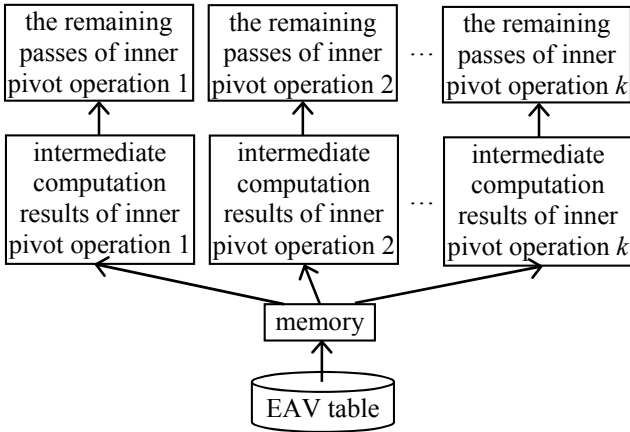 the remaining
passes of inner
pivot operation 1
the remaining
passes of inner
pivot operation 2
...
the remaining
passes of inner
pivot operation k
intermediate
computation
results of inner
pivot operation 1
intermediate
computation
results of inner
pivot operation 2
...
intermediate
computation
results of inner
pivot operation k
memory
EAV table